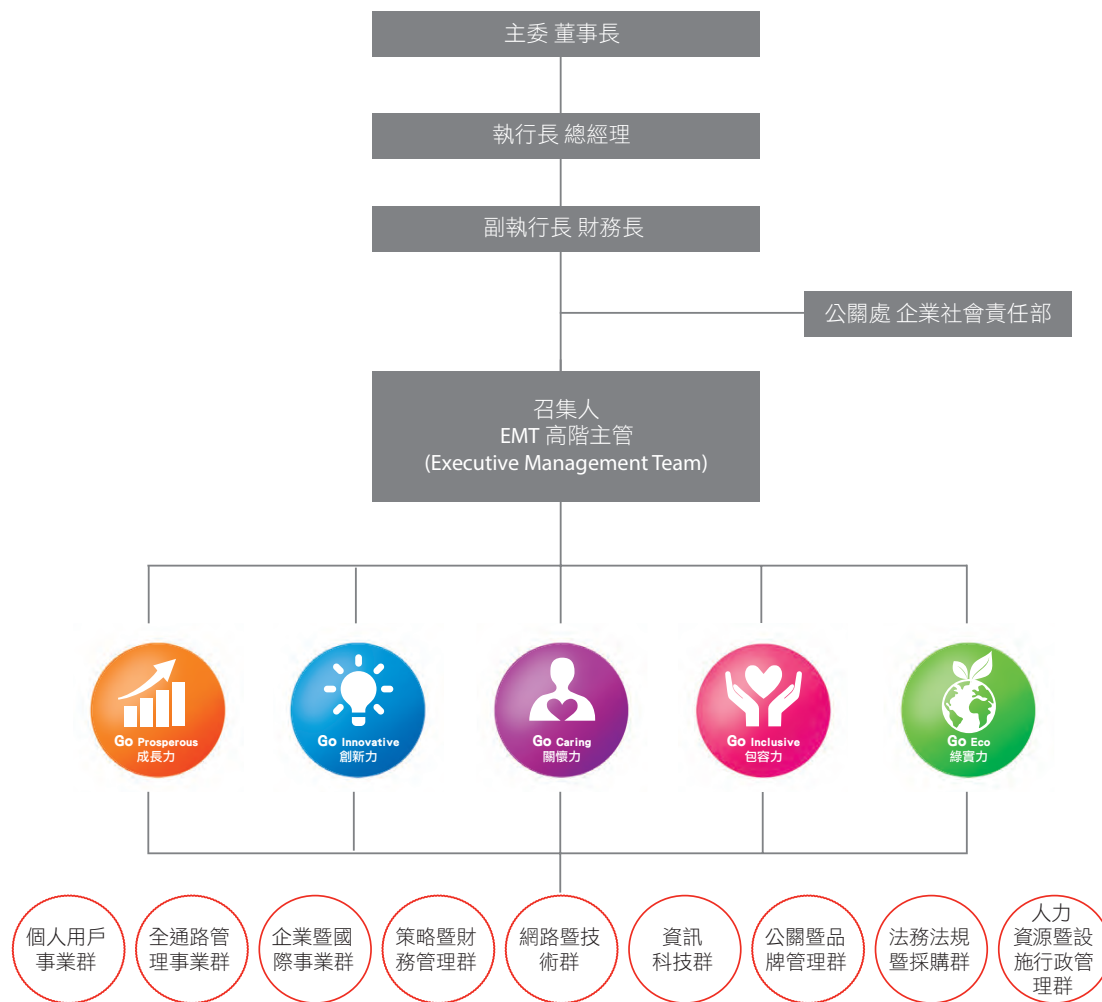 主委 董事長
執行長 總經理
副執行長 財務長
公關處 企業社會責任部
召集人
EMT 高階主管
(Executive Management Team)
Go Prosperous
成長力
Go Innovative
創新力
Go Caring
關懷力
Go Inclusive
包容力
Go Eco
綠實力
個人用戶
事業群
全通路管
理事業群
企業暨國
際事業群
策略暨財
務管理群
網路暨技
術群
資訊
科技群
公關暨品
牌管理群
法務法規
暨採購群
人力
資源暨設
施行政管
理群